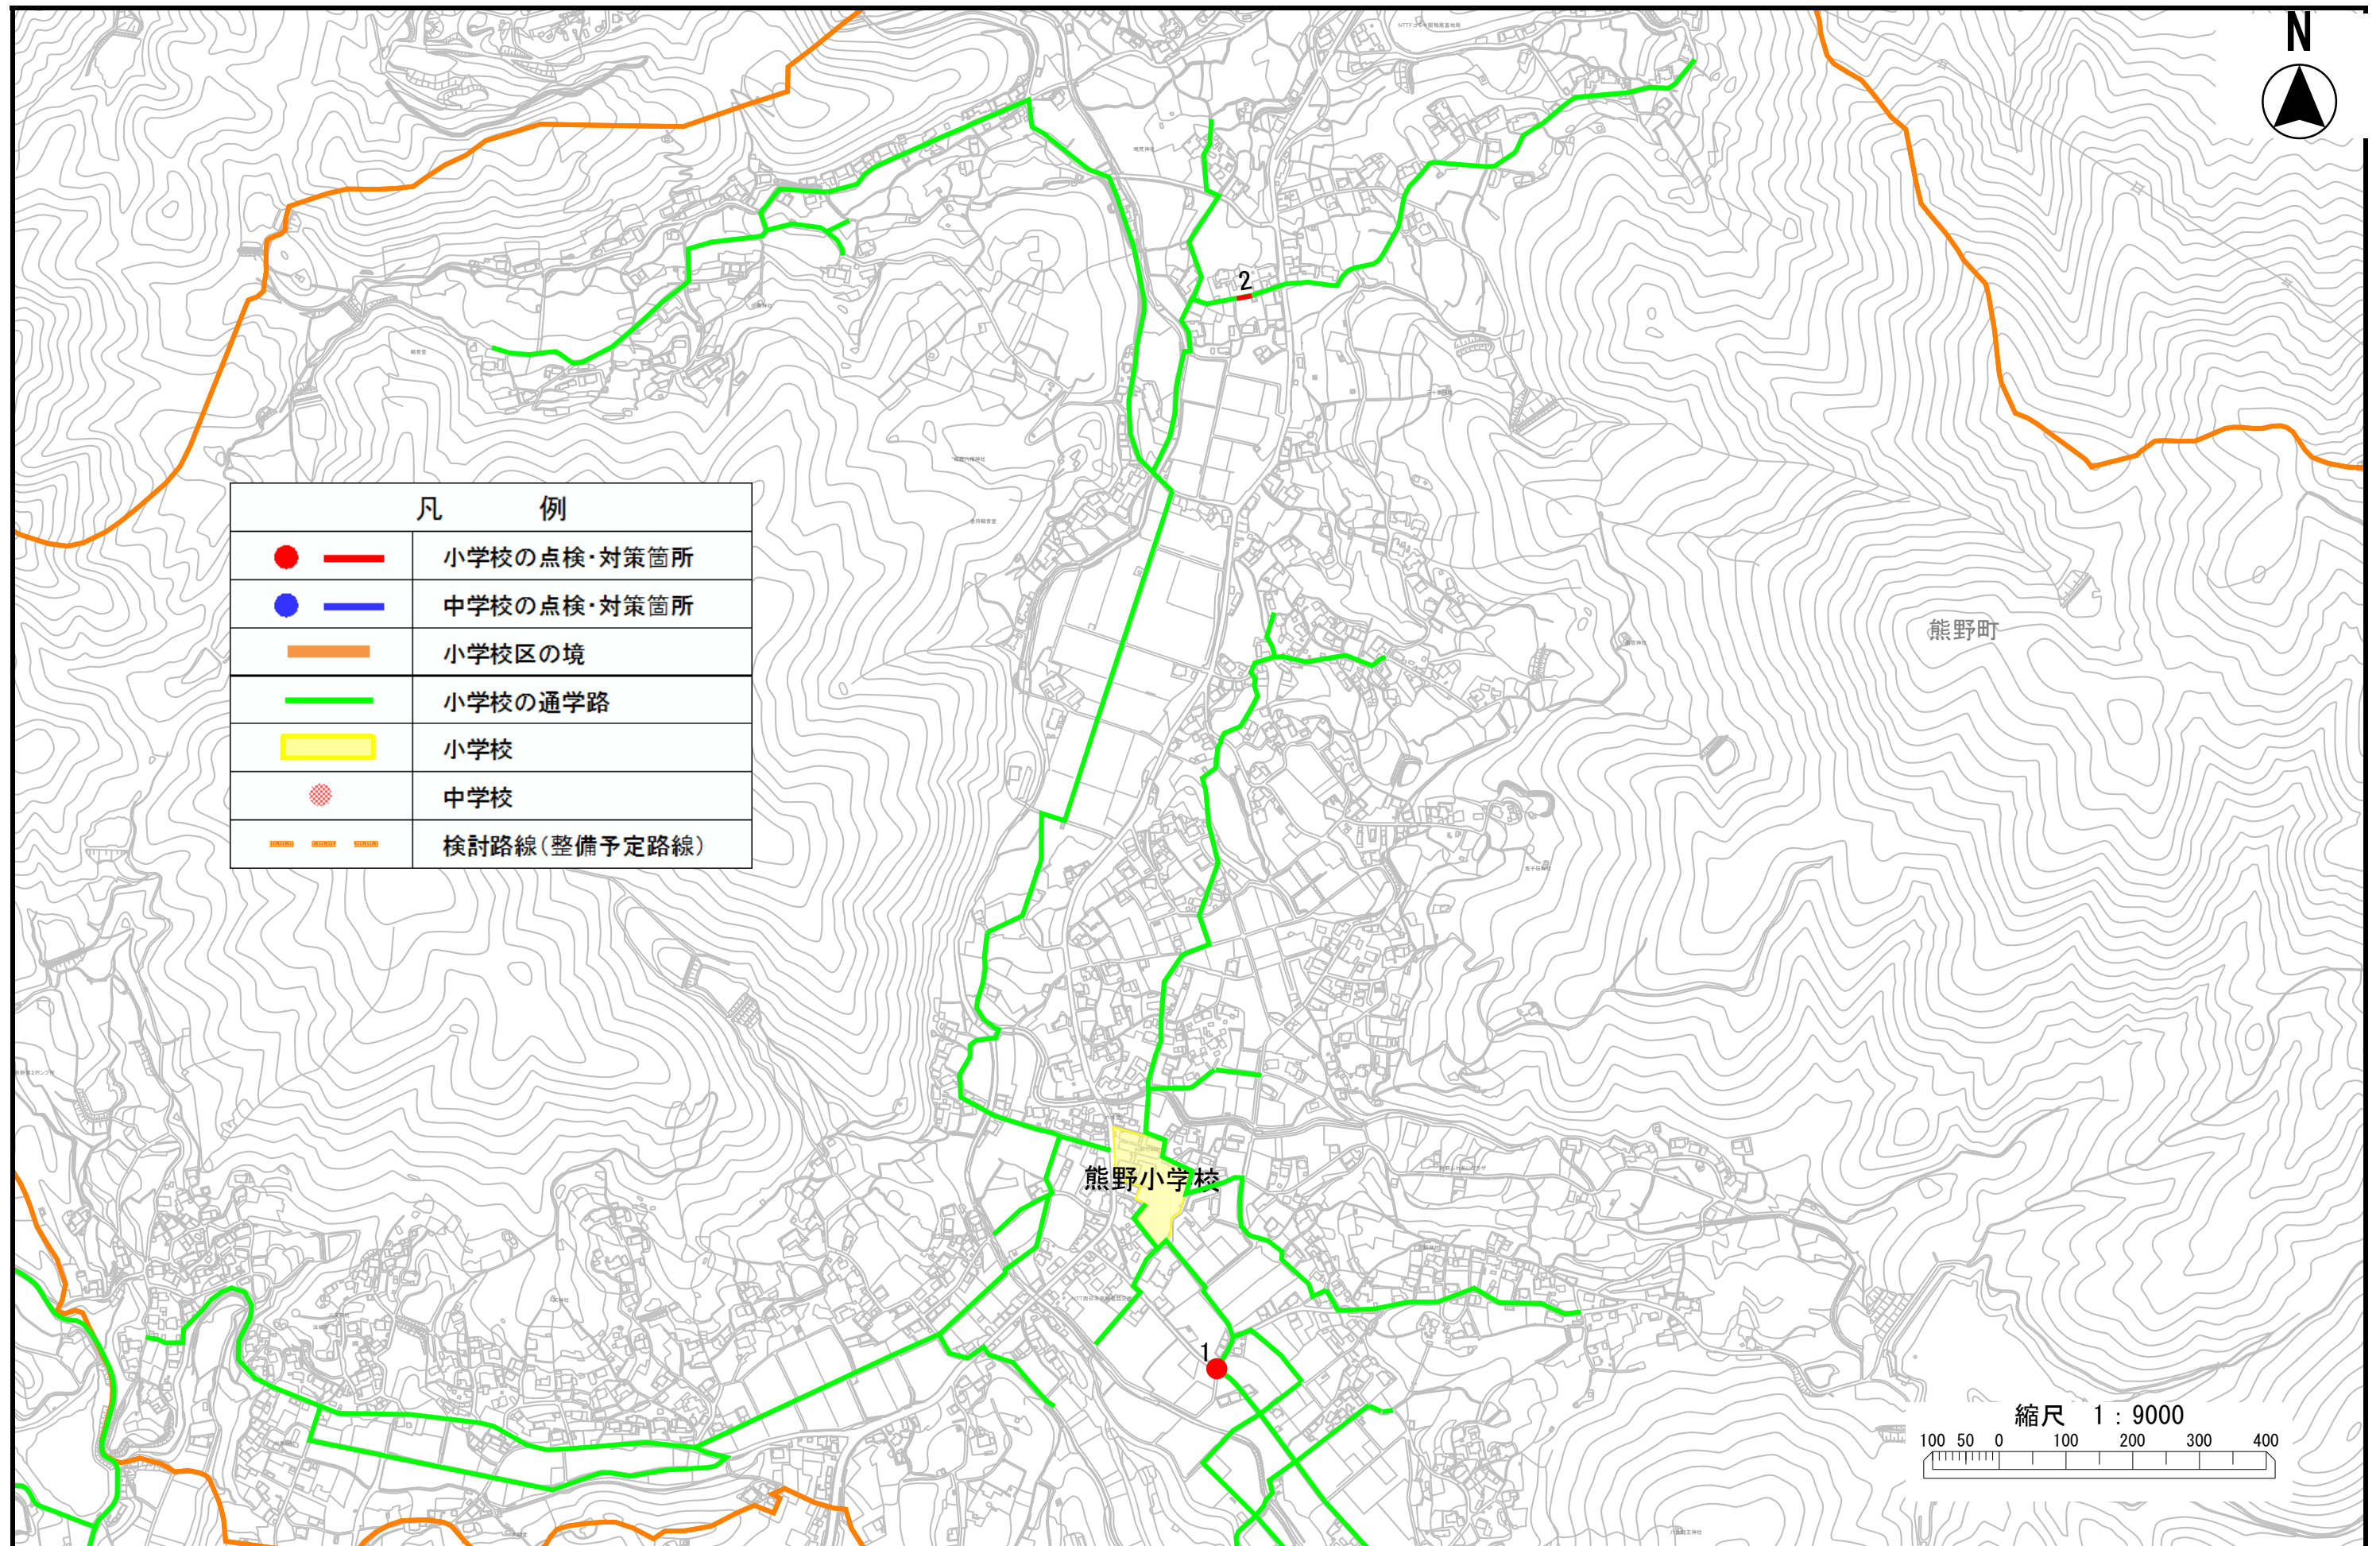 N
2
凡 例
小学校の点検・対策箇所
中学校の点検・対策箇所
小学校区の境
小学校の通学路
小学校
中学校
検討路線(整備予定路線)
熊野町
熊野小学校
1
縮尺 1:9000
100 50 0 100 200 300 400